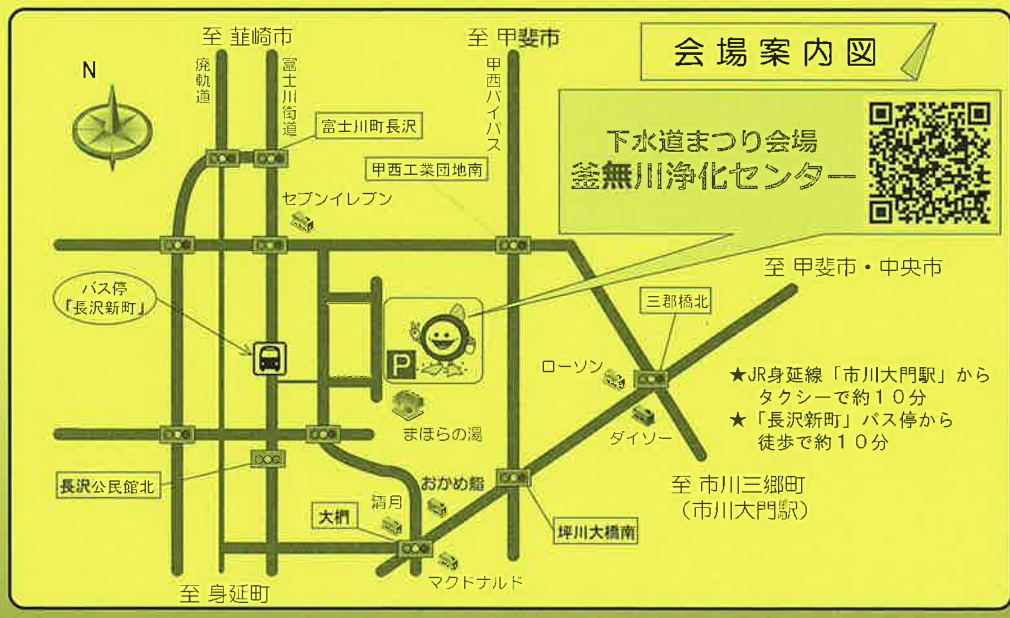 至 韮崎市
至 甲斐市
会場案内図
N
廃軌道
富士川街道
甲西バイパス
富士川町長沢
甲西工業団地南
下水道まつり会場
釜無川浄化センター
セブンイレブン
至 甲斐市・中央市
バス停
「長沢新町」
三郡橋北
P
ローソン
★JR身延線「市川大門駅」から
タクシーで約10分
★「長沢新町」バス停から
徒歩で約10分
まほらの湯
ダイソー
長沢公民館北
おかめ鮨
清月
大椚
坪川大橋南
至 市川三郷町
(市川大門駅)
マクドナルド
至 身延町